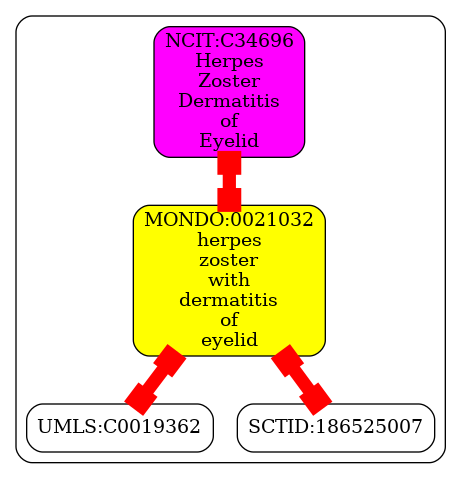 NCIT:C34696
Herpes
Zoster
Dermatitis
of
Eyelid
MONDO:0021032
herpes
zoster
with
dermatitis
of
eyelid
UMLS:C0019362
SCTID:186525007